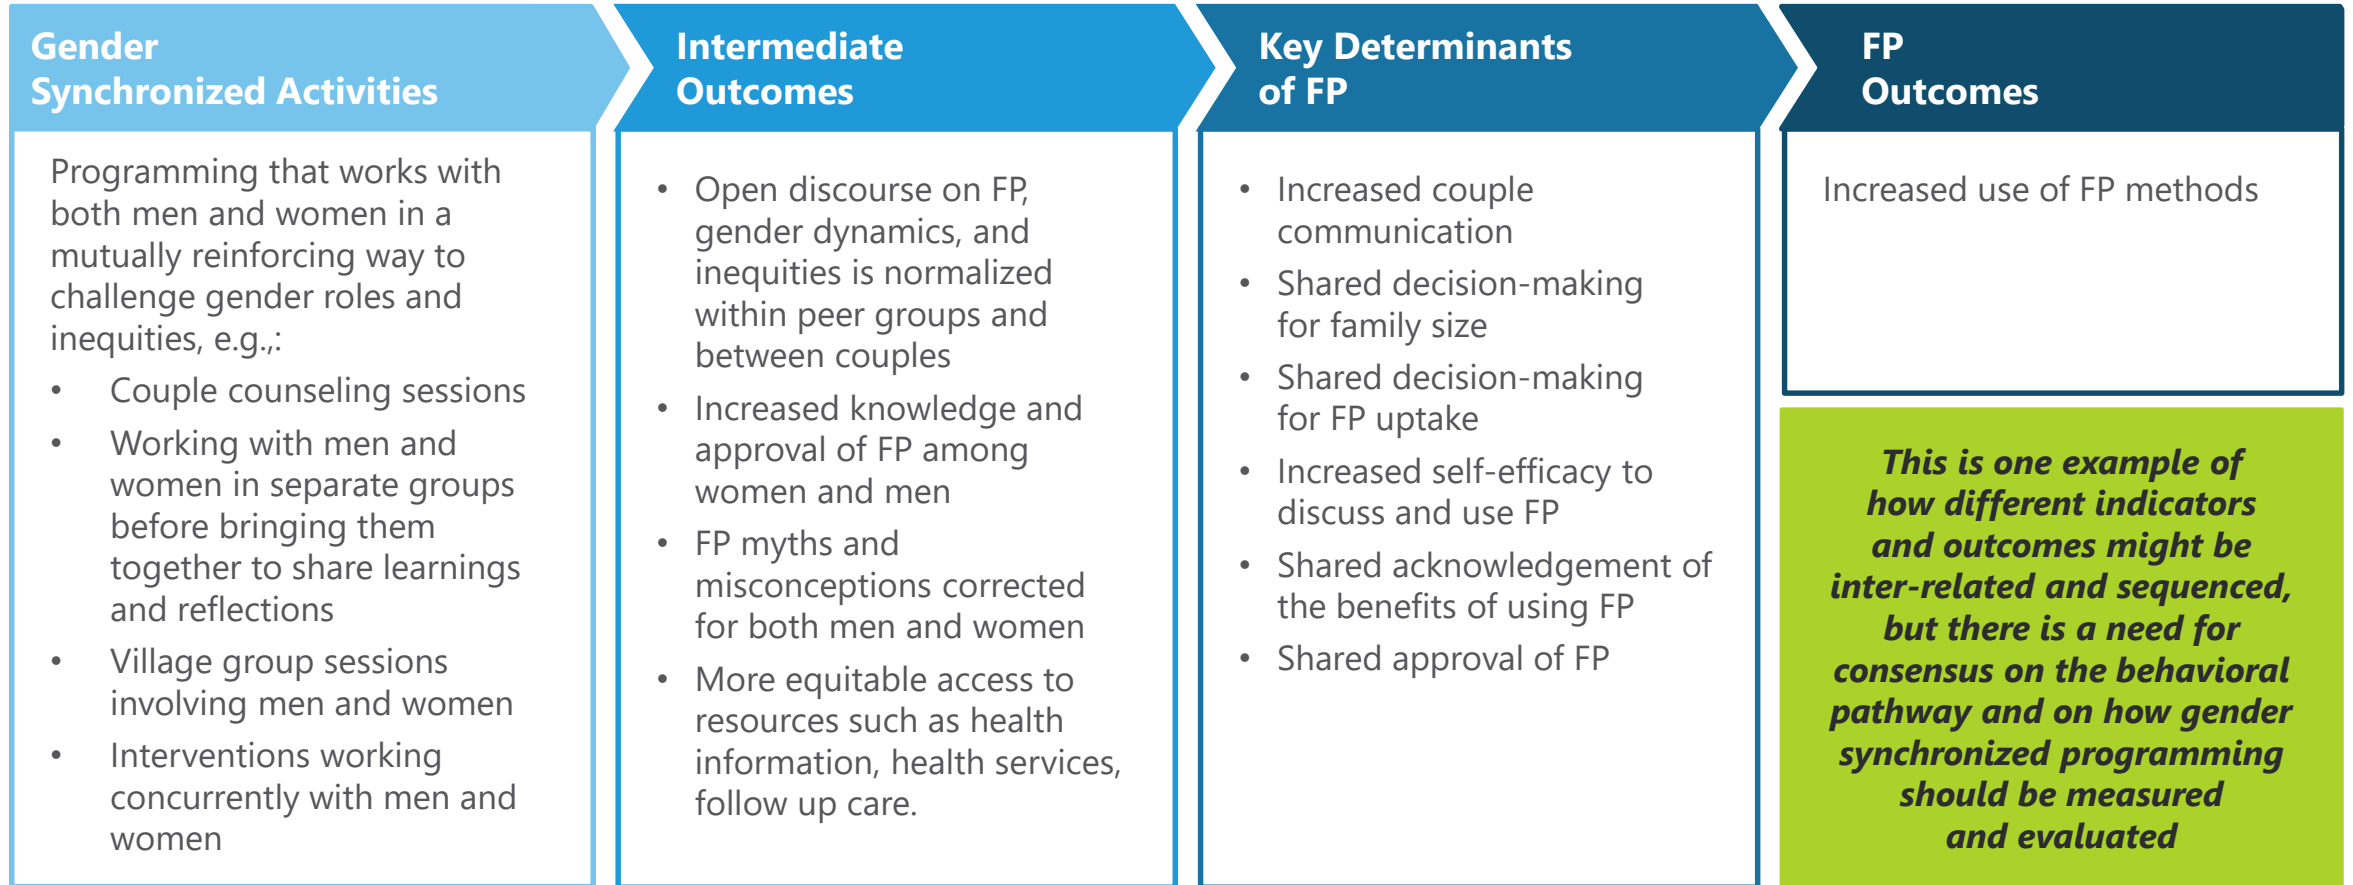 Gender
Synchronized Activities
Programming that works with
both men and women in a
mutually reinforcing way to
challenge gender roles and
inequities, e.g.,:
• Couple counseling sessions
• Working with men and
women in separate groups
before bringing them
together to share learnings
and reflections
• Village group sessions
involving men and women
• Interventions working
concurrently with men and
women
Intermediate
Outcomes
• Open discourse on FP,
gender dynamics, and
inequities is normalized
within peer groups and
between couples
• Increased knowledge and
approval of FP among
women and men
• FP myths and
misconceptions corrected
for both men and women
• More equitable access to
resources such as health
information, health services,
follow up care.
Key Determinants
of FP
• Increased couple
communication
• Shared decision-making
for family size
• Shared decision-making
for FP uptake
• Increased self-efficacy to
discuss and use FP
• Shared acknowledgement of
the benefits of using FP
• Shared approval of FP
FP
Outcomes
Increased use of FP methods
This is one example of
how different indicators
and outcomes might be
inter-related and sequenced,
but there is a need for
consensus on the behavioral
pathway and on how gender
synchronized programming
should be measured
and evaluated